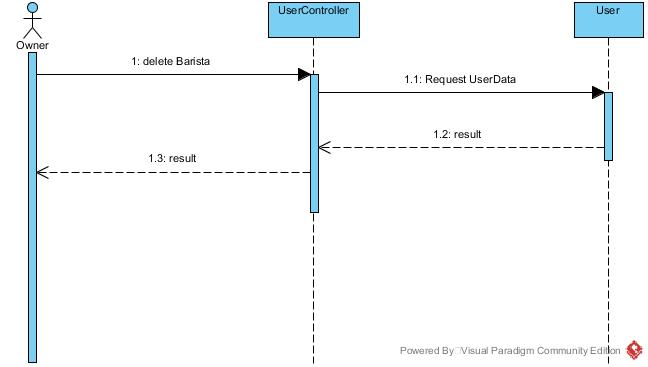 UserController
User
Owner
1: delete Barista
1.1: Request UserData
1.2: result
1.3: result
Powered By□Visual Paradigm Community Edition